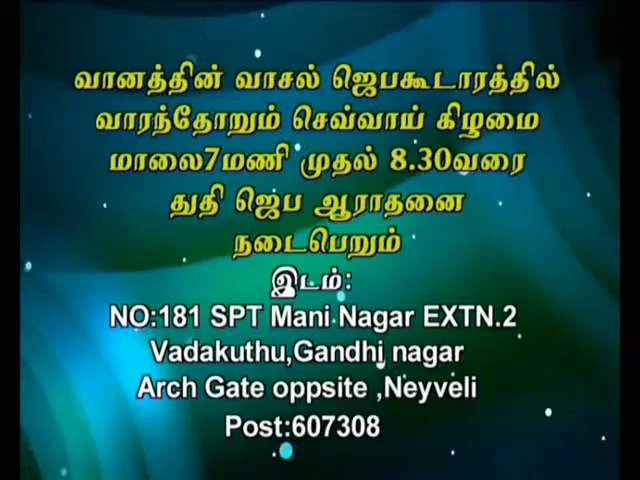 வானத்தின் வாசல் ஜெபகூடாரத்தில்
வாரந்தோறும் செவ்வாய் கிழமை
மாலை7மணி முதல் 8.30வரை
துதி ஜெப ஆராதனை
நடைபெறும்
இடம்:
NO:181 SPT Mani Nagar EXTN.2
Vadakuthu,Gandhi nagar
Arch Gate oppsite ,Neyveli
Post:607308